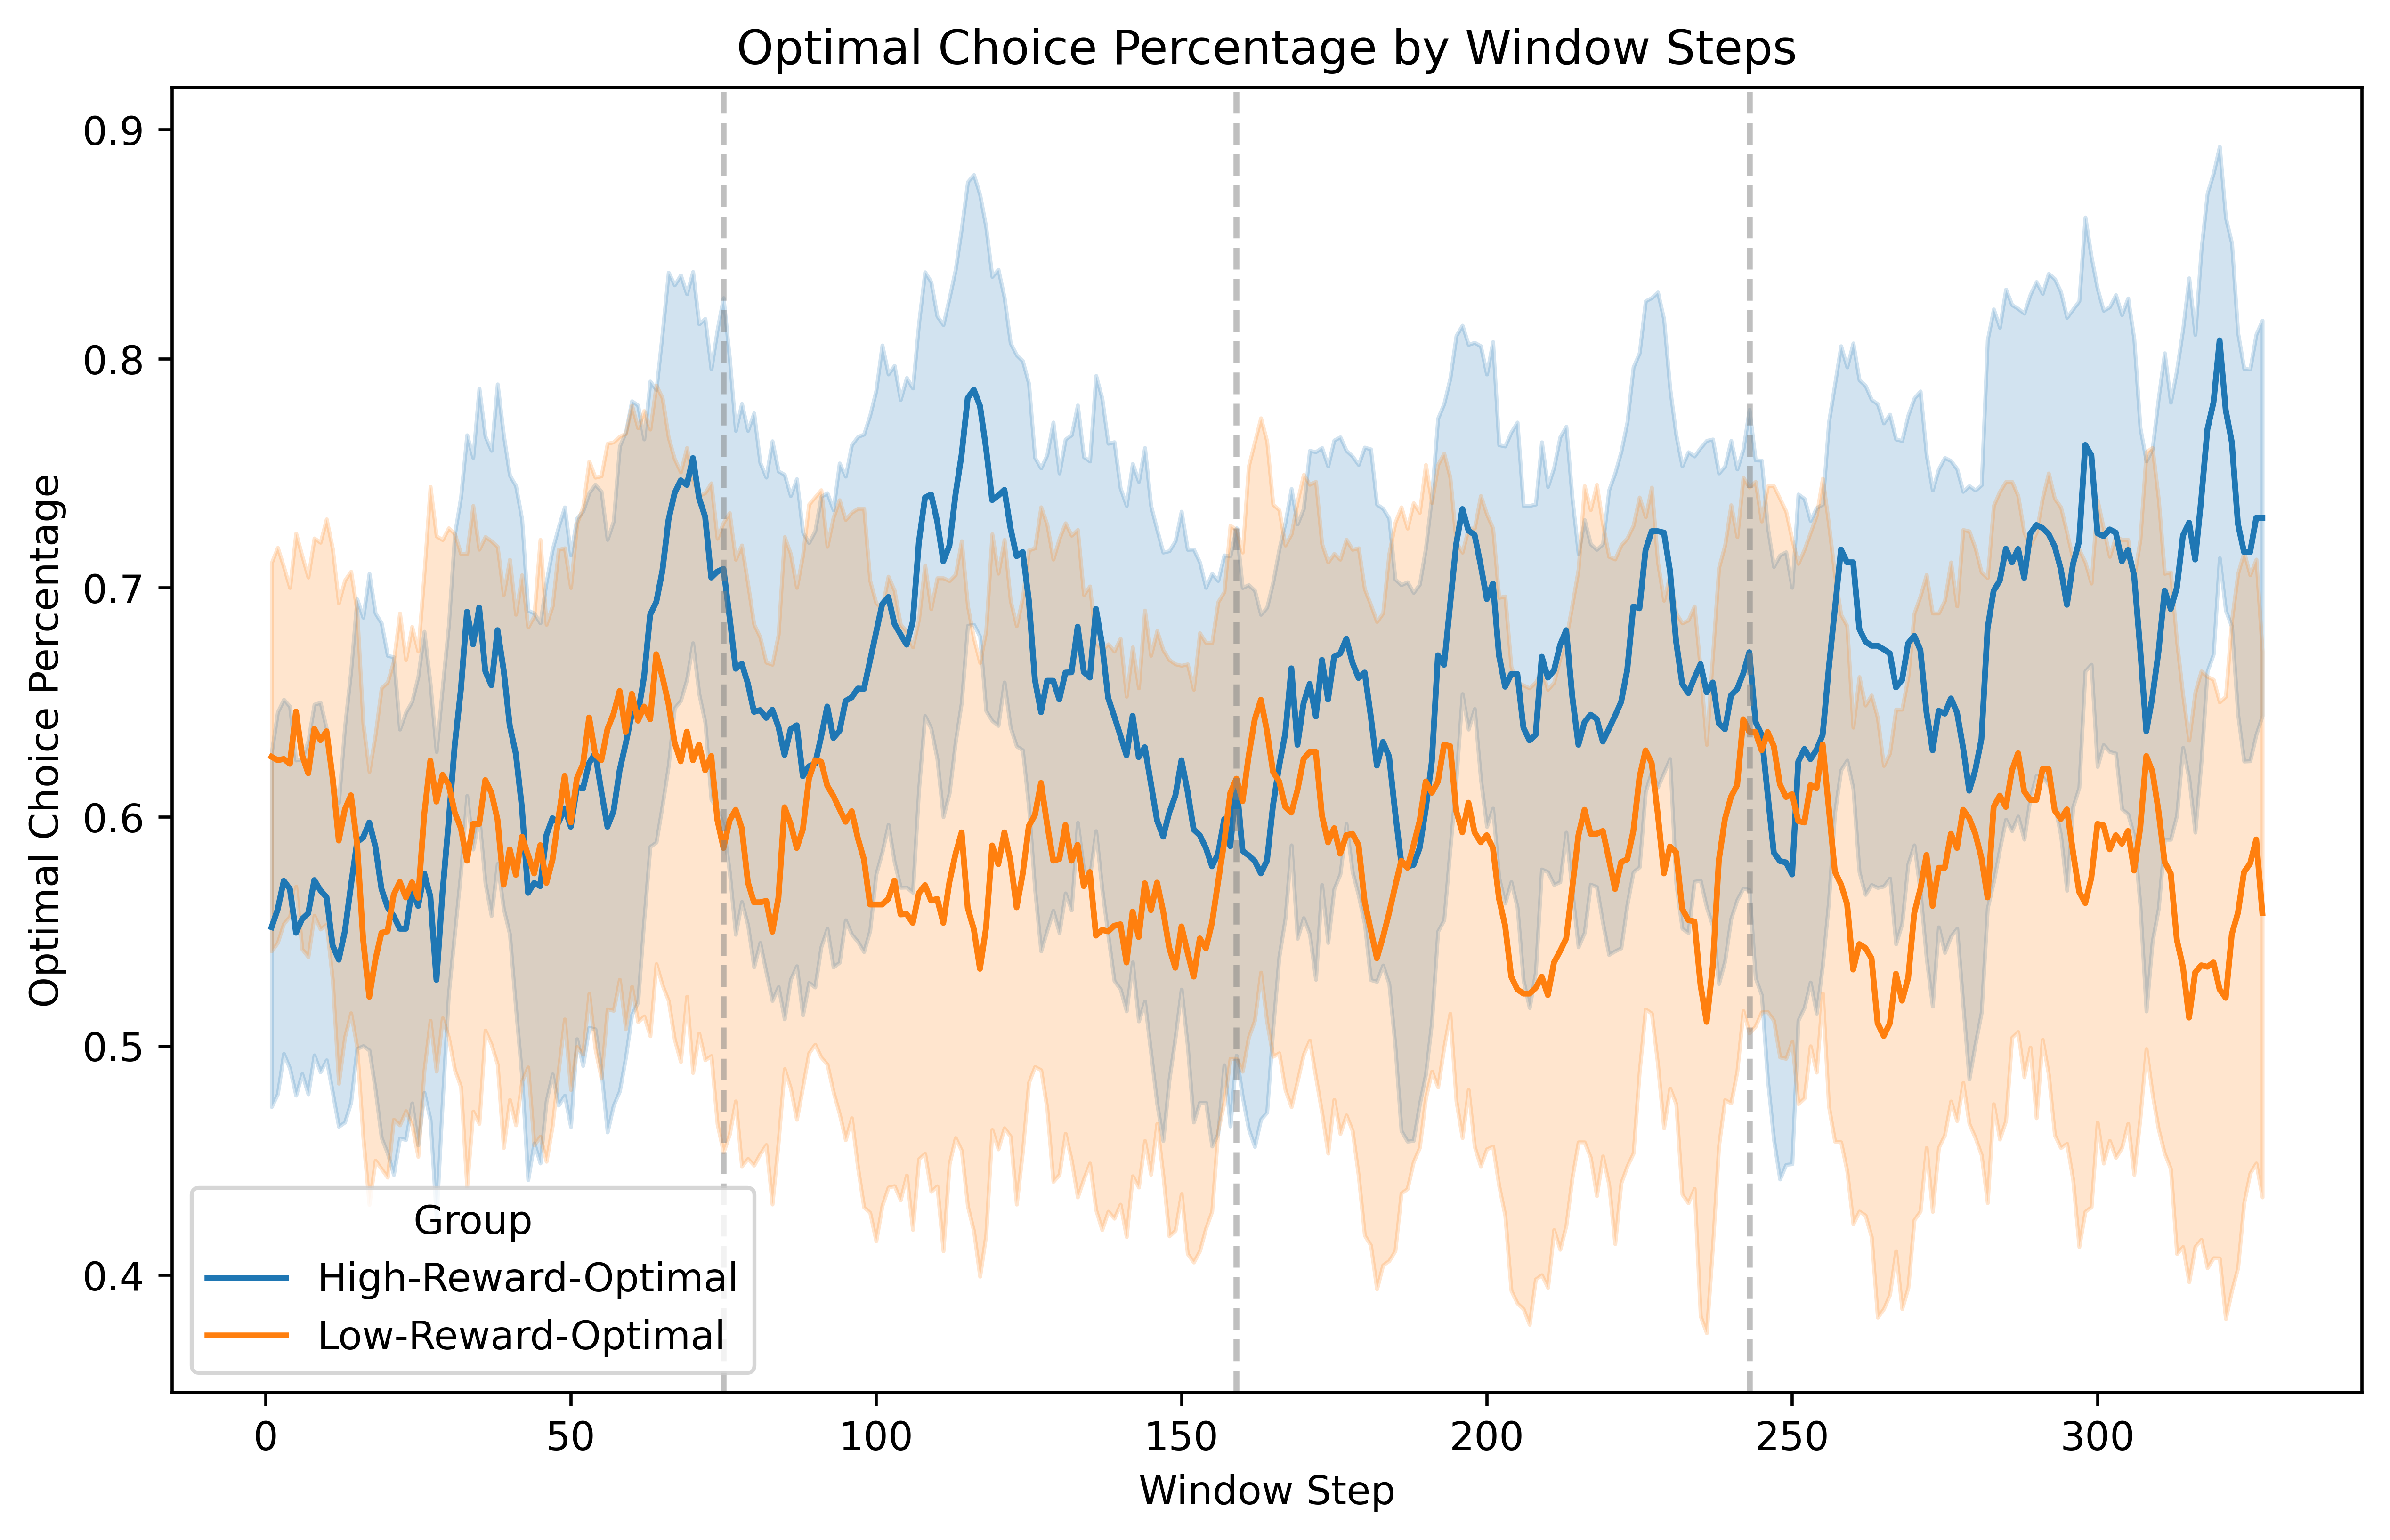 Optimal Choice Percentage by Window Steps
Optimal Choice Percentage
0.9
0.8
0.7
0.6
0.5
0.4
Group
High-Reward-Optimal
Low-Reward-Optimal
0 50 100 150 200 250 300
Window Step